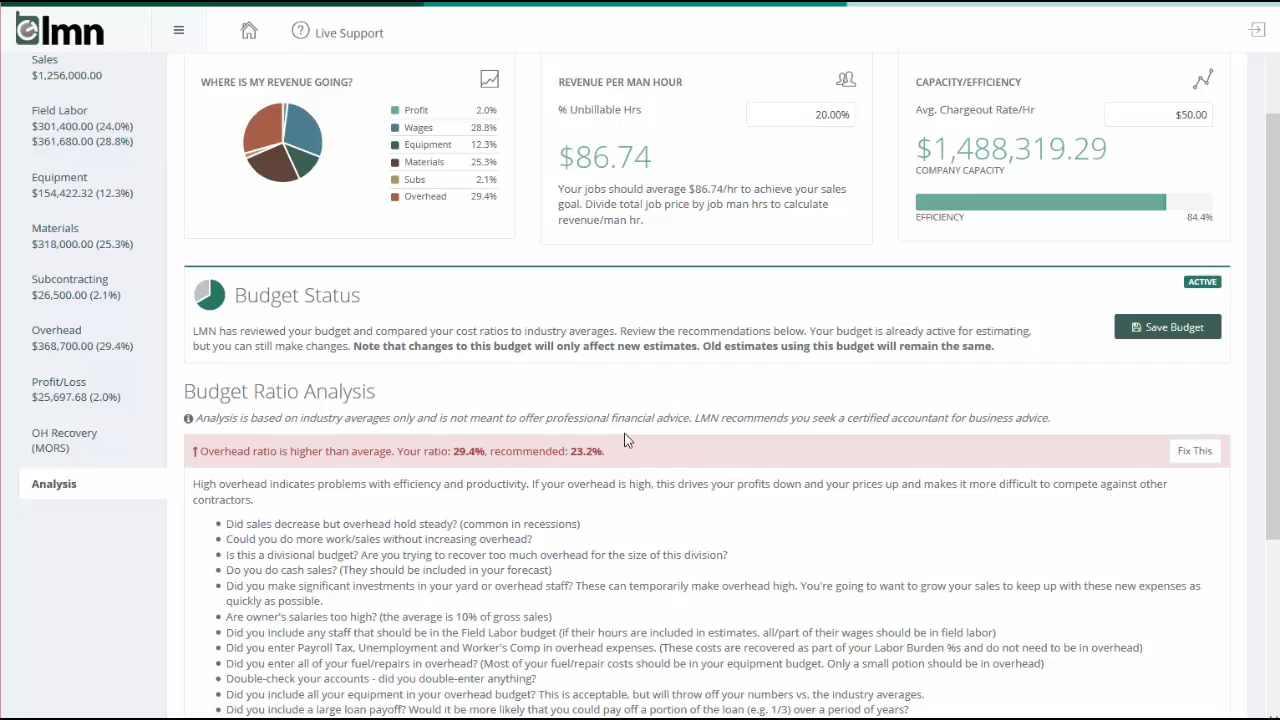 lmn
Live Support
Sales
$1,256,000.00
Field Labor
$301,400.00 (24.0%)
$361,680.00 (28.8%)
Equipment
$154,422.32 (12.3%)
Materials
$318,000.00 (25.3%)
Subcontracting
$26,500.00 (2.1%)
Overhead
$368,700.00 (29.4%)
Profit/Loss
$25,697.68 (2.0%)
OH Recovery
(MORS)
Analysis
WHERE IS MY REVENUE GOING?
Profit 2.0%
Wages 28.8%
Equipment 12.3%
Materials 25.3%
Subs 2.1%
Overhead 29.4%
REVENUE PER MAN HOUR
% Unbillable Hrs 20.00%
$86.74
Your jobs should average $86.74/hr to achieve your sales
goal. Divide total job price by job man hrs to calculate
revenue/man hr.
CAPACITY/EFFICIENCY
Avg. Chargeout Rate/Hr $50.00
$1,488,319.29
COMPANY CAPACITY
EFFICIENCY 84.4%
Budget Status
ACTIVE
LMN has reviewed your budget and compared your cost ratios to industry averages. Review the recommendations below. Your budget is already active for estimating,
but you can still make changes. Note that changes to this budget will only affect new estimates. Old estimates using this budget will remain the same.
Save Budget
Budget Ratio Analysis
Analysis is based on industry averages only and is not meant to offer professional financial advice. LMN recommends you seek a certified accountant for business advice.
Overhead ratio is higher than average. Your ratio: 29.4%, recommended: 23.2%.
Fix This
High overhead indicates problems with efficiency and productivity. If your overhead is high, this drives your profits down and your prices up and makes it more difficult to compete against other
contractors.
• Did sales decrease but overhead hold steady? (common in recessions)
• Could you do more work/sales without increasing overhead?
• Is this a divisional budget? Are you trying to recover too much overhead for the size of this division?
• Do you do cash sales? (They should be included in your forecast)
• Did you make significant investments in your yard or overhead staff? These can temporarily make overhead high. You're going to want to grow your sales to keep up with these new expenses as
quickly as possible.
• Are owner's salaries too high? (the average is 10% of gross sales)
• Did you include any staff that should be in the Field Labor budget (if their hours are included in estimates, all/part of their wages should be in field labor)
• Did you enter Payroll Tax, Unemployment and Worker's Comp in overhead expenses. (These costs are recovered as part of your Labor Burden %s and do not need to be in overhead)
• Did you enter all of your fuel/repairs in overhead? (Most of your fuel/repair costs should be in your equipment budget. Only a small potion should be in overhead)
• Double-check your accounts - did you double-enter anything?
• Did you include all your equipment in your overhead budget? This is acceptable, but will throw off your numbers vs. the industry averages.
• Did you include a large loan payoff? Would it be more likely that you could pay off a portion of the loan (e.g. 1/3) over a period of years?